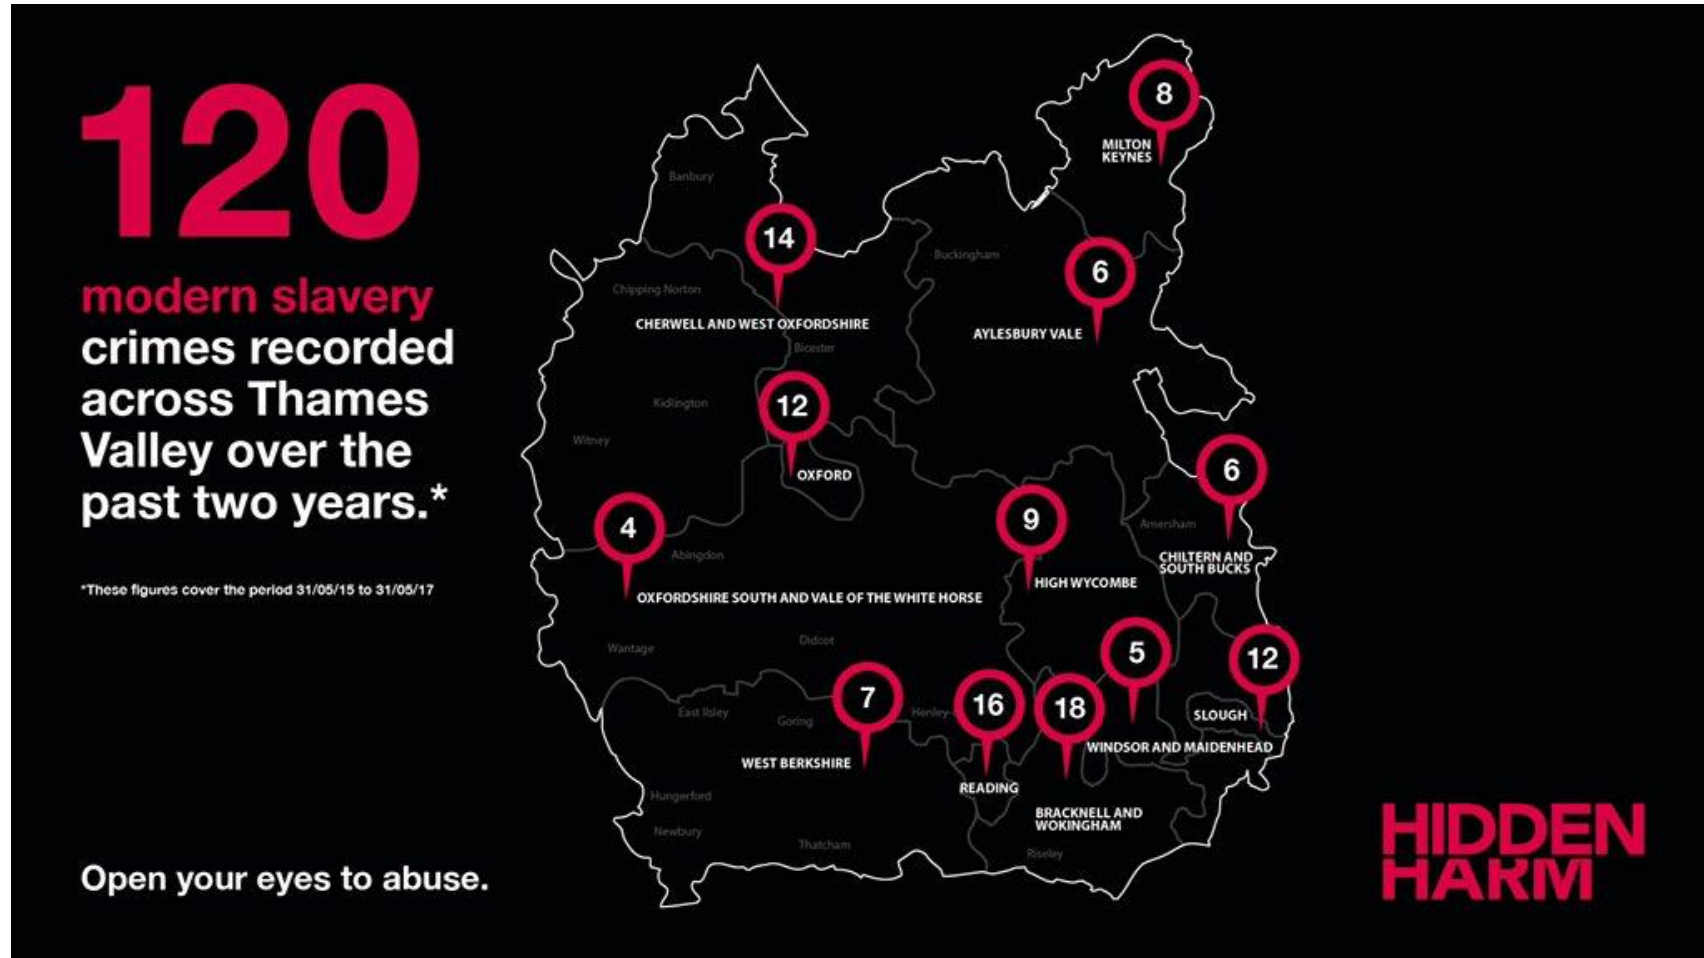 120
modern slavery
crimes recorded
across Thames
Valley over the
past two years.*
*These figures cover the period 31/05/15 to 31/05/17
Open your eyes to abuse.
8
MILTON
KEYNES
Banbury
14
Buckingham
6
Chipping Norton
CHERWELL AND WEST OXFORDSHIRE
AYLESBURY VALE
Bicester
Kidlington
12
Witney
OXFORD
6
4
9
Amersham
Abingdon
CHILTERN AND
SOUTH BUCKS
HIGH WYCOMBE
OXFORDSHIRE SOUTH AND VALE OF THE WHITE HORSE
Didcot
Wantage
5
12
7
16
18
East Ilsley
Goring
Henley
SLOUGH
WINDSOR AND MAIDENHEAD
WEST BERKSHIRE
READING
Hungerford
BRACKNELL AND
WOKINGHAM
Newbury
Thatcham
Riseley
HIDDEN
HARM